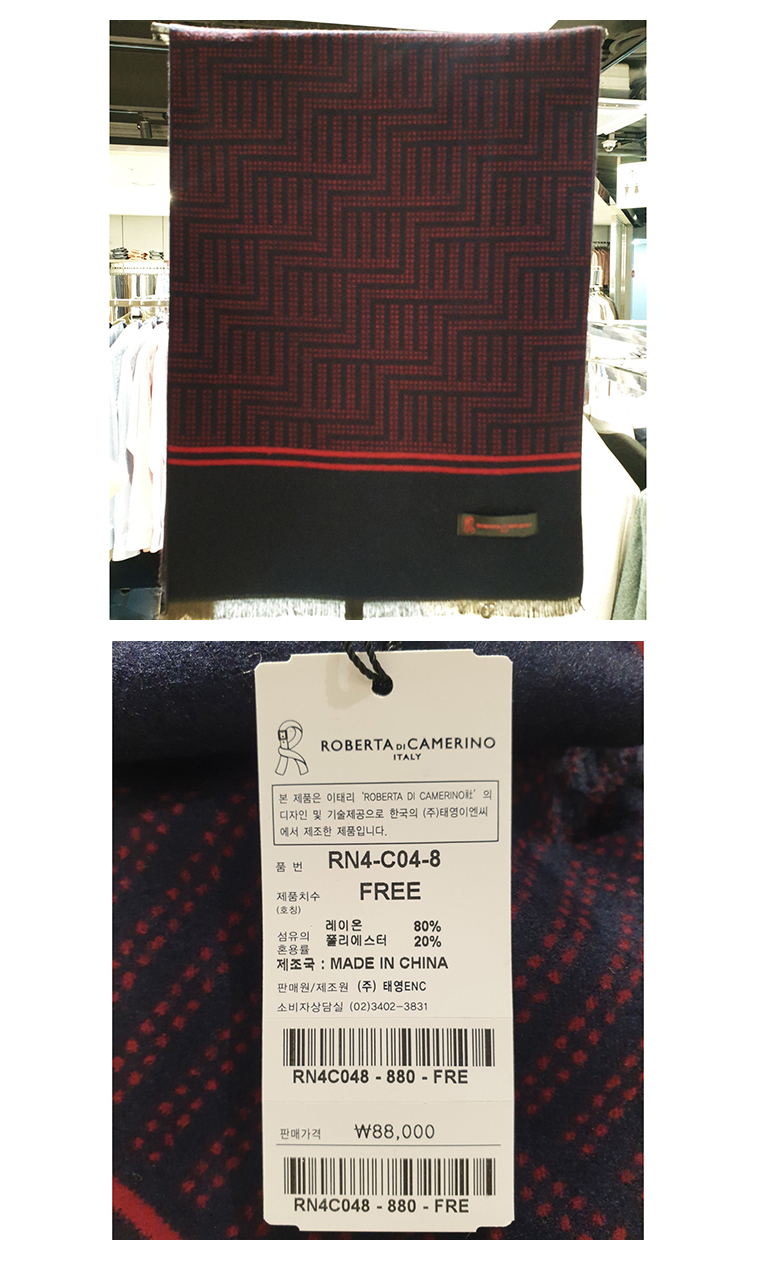 ROBERTA DI CAMERINO
ROBERTA DI CAMERINO
ITALY
본 제품은 이태리 'ROBERTA DI CAMERINO社' 의
디자인 및 기술제공으로 한국의 (주)태영이엔씨
에서 제조한 제품입니다.
품 번 RN4-C04-8
제품치수 FREE
(호칭)
섬유의 레이온 80%
혼용률 폴리에스터 20%
제조국 : MADE IN CHINA
판매원/제조원 (주) 태영ENC
소비자상담실 (02)3402-3831
RN4C048 - 880 - FRE
판매가격 ₩88,000
RN4C048 - 880 - FRE